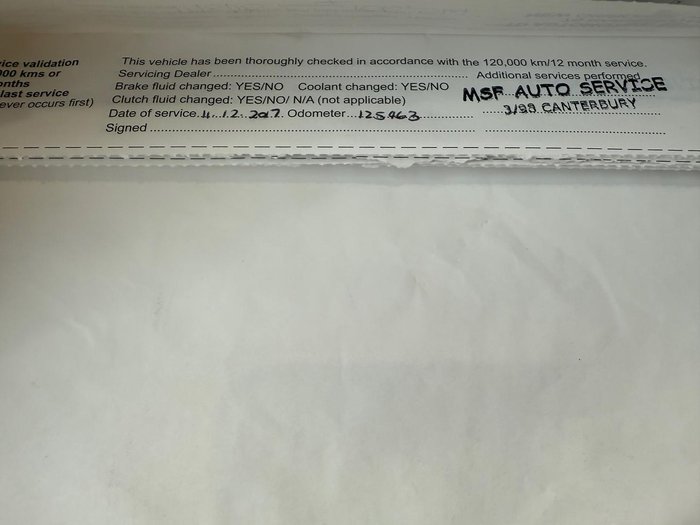 ice validation
000 kms or
onths
last service
ever occurs first)
This vehicle has been thoroughly checked in accordance with the 120,000 km/12 month service.
Servicing Dealer Additional services performed
Brake fluid changed: YES/NO Coolant changed: YES/NO
MSF AUTO SERVICE
Clutch fluid changed: YES/NO/ N/A (not applicable)
3/98 CANTERBURY
Date of service 4.12.2017. Odometer 125463
Signed